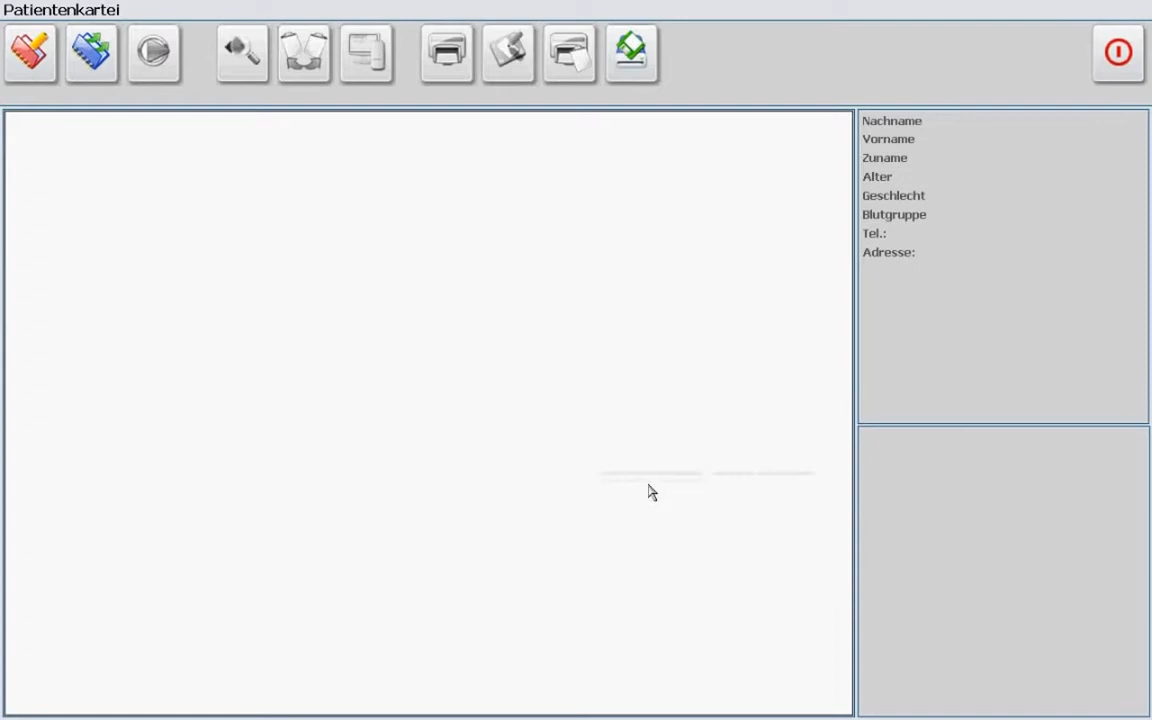 Patientenkartei
Nachname
Vorname
Zuname
Alter
Geschlecht
Blutgruppe
Tel.:
Adresse: